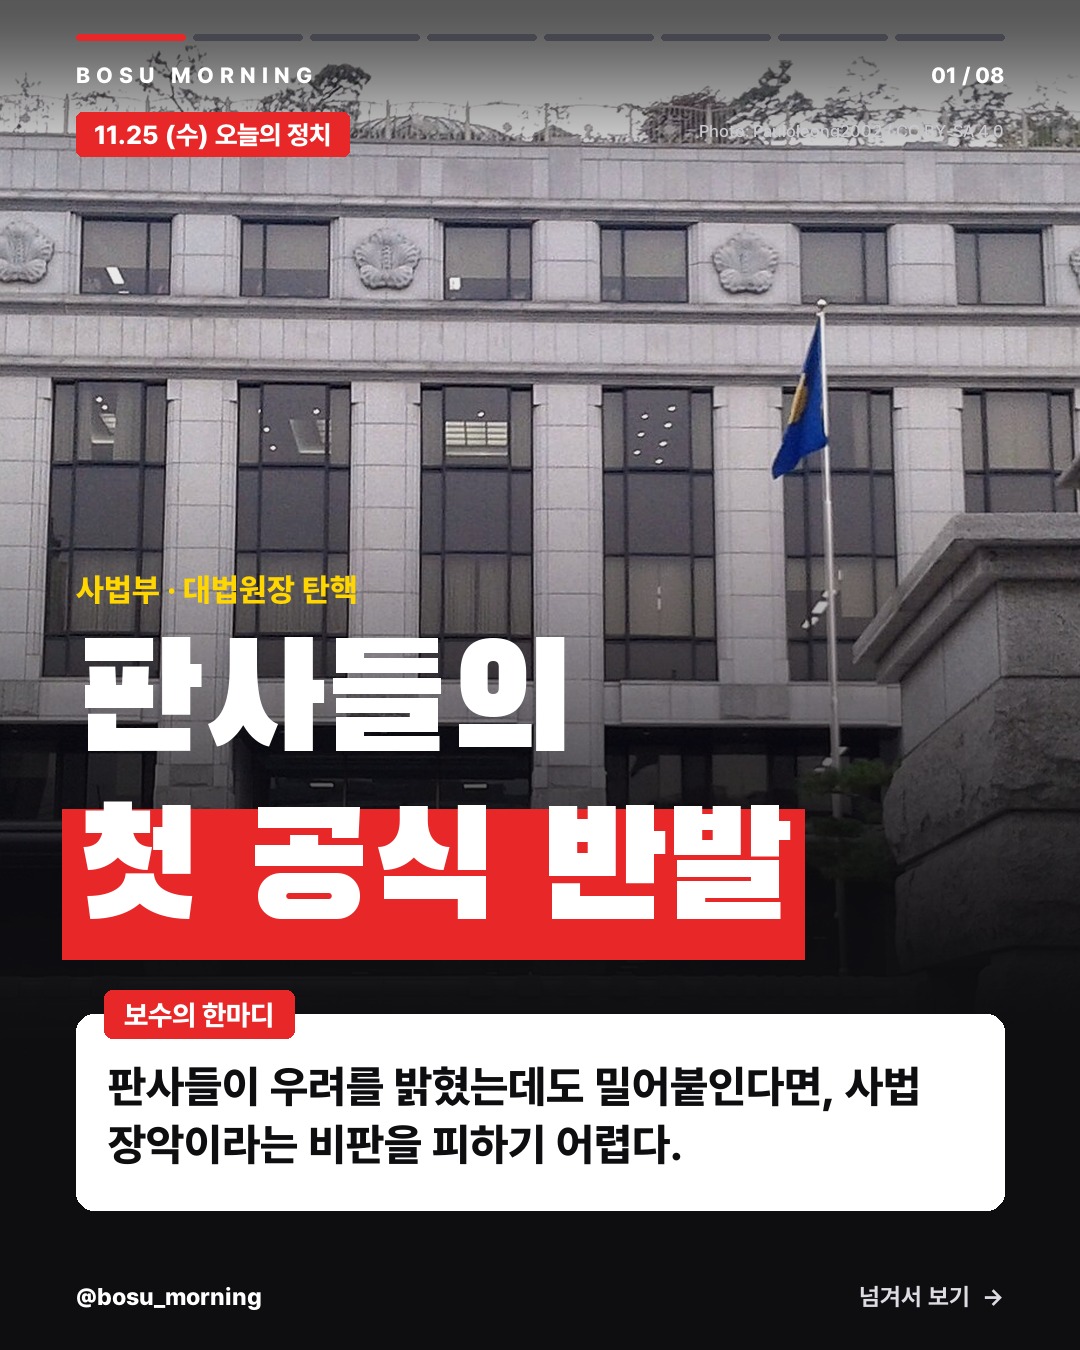 BOSU MORNING
01 / 08
11.25 (수) 오늘의 정치
사법부 · 대법원장 탄핵
판사들의
첫 공식 반발
보수의 한마디
판사들이 우려를 밝혔는데도 밀어붙인다면, 사법
장악이라는 비판을 피하기 어렵다.
@bosu_morning
넘겨서 보기 →